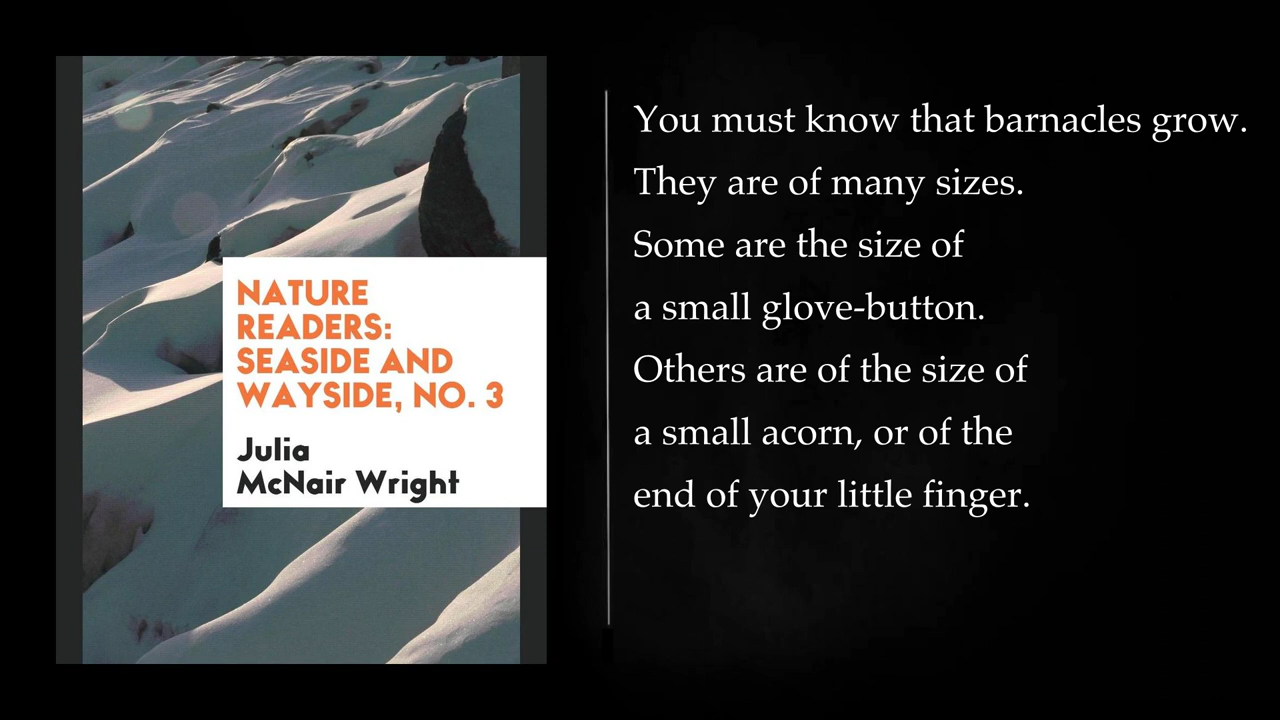 NATURE
READERS:
SEASIDE AND
WAYSIDE, NO. 3
Julia
McNair Wright
You must know that barnacles grow.
They are of many sizes.
Some are the size of
a small glove-button.
Others are of the size of
a small acorn, or of the
end of your little finger.